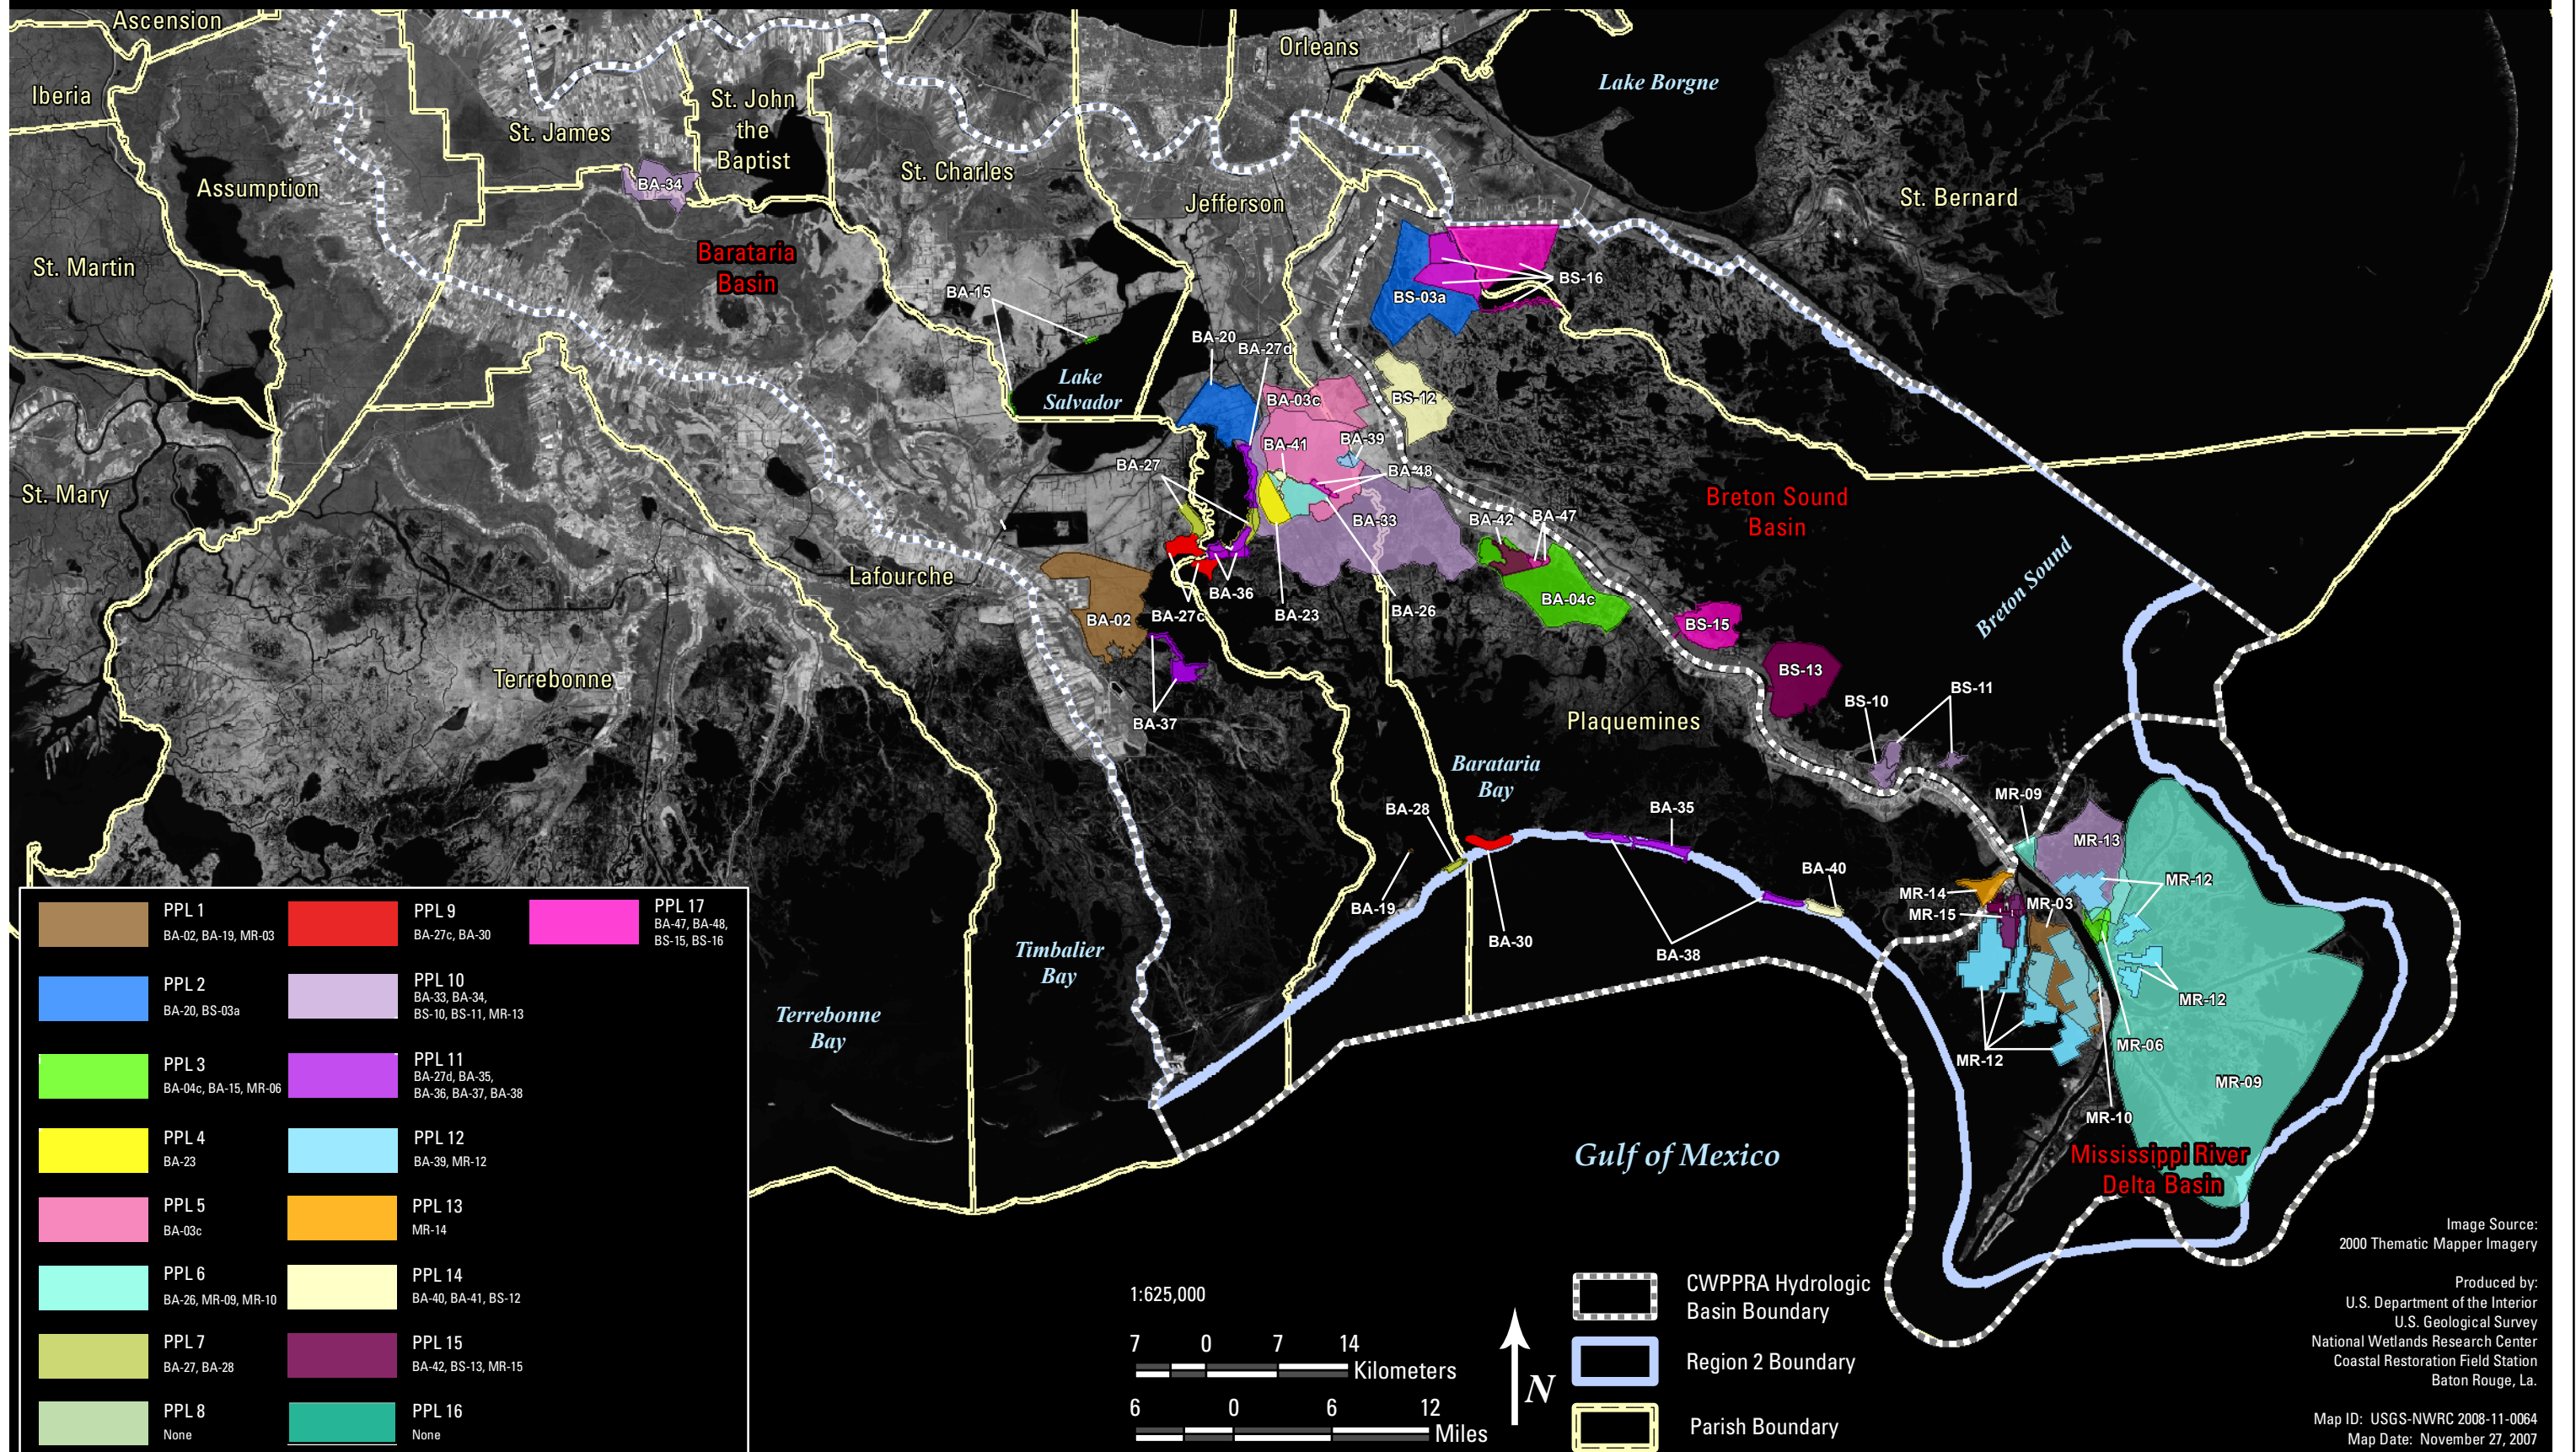 Ascension
Orleans
Iberia
Lake Borgne
St. James
St. John
the
Baptist
St. Charles
Assumption
BA-34
Jefferson
St. Bernard
St. Martin
Barataria
Basin
BA-15
BS-16
BS-03a
BA-20
BA-27d
Lake
Salvador
BA-03c
BS-12
BA-41
BA-39
BA-27
BA-48
St. Mary
Breton Sound
Basin
BA-33
BA-42
BA-47
Lafourche
Breton Sound
BA-36
BA-04c
BA-02
BA-27c
BA-23
BA-26
BS-15
Terrebonne
BS-13
BA-37
Plaquemines
BS-10
BS-11
Barataria
Bay
BA-28
BA-35
MR-09
MR-13
BA-40
MR-12
MR-14
MR-03
BA-19
MR-15
BA-30
BA-38
Timbalier
Bay
MR-12
Terrebonne
Bay
MR-06
MR-12
MR-09
MR-10
Gulf of Mexico
Mississippi River
Delta Basin
PPL 1
BA-02, BA-19, MR-03
PPL 2
BA-20, BS-03a
PPL 3
BA-04c, BA-15, MR-06
PPL 4
BA-23
PPL 5
BA-03c
PPL 6
BA-26, MR-09, MR-10
PPL 7
BA-27, BA-28
PPL 8
None
PPL 9
BA-27c, BA-30
PPL 10
BA-33, BA-34,
BS-10, BS-11, MR-13
PPL 11
BA-27d, BA-35,
BA-36, BA-37, BA-38
PPL 12
BA-39, MR-12
PPL 13
MR-14
PPL 14
BA-40, BA-41, BS-12
PPL 15
BA-42, BS-13, MR-15
PPL 16
None
PPL 17
BA-47, BA-48,
BS-15, BS-16
1:625,000
7 0 7 14
Kilometers
6 0 6 12
Miles
N
CWPPRA Hydrologic
Basin Boundary
Region 2 Boundary
Parish Boundary
Image Source:
2000 Thematic Mapper Imagery
Produced by:
U.S. Department of the Interior
U.S. Geological Survey
National Wetlands Research Center
Coastal Restoration Field Station
Baton Rouge, La.
Map ID: USGS-NWRC 2008-11-0064
Map Date: November 27, 2007